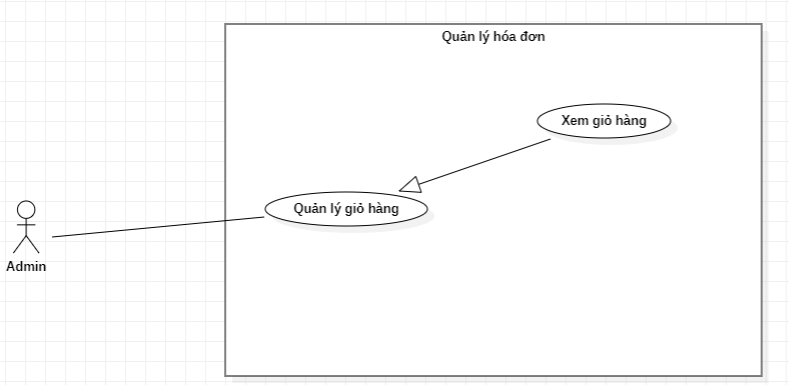 Quản lý hóa đơn
Xem giỏ hàng
Quản lý giỏ hàng
Admin